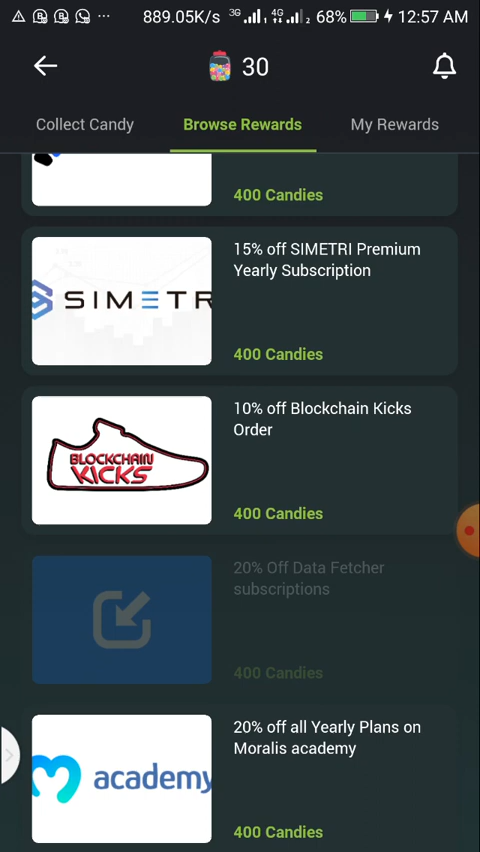 889.05K/s 3G 1 4G 2 68% 12:57 AM
30
Collect Candy Browse Rewards My Rewards
400 Candies
SIMETR
15% off SIMETRI Premium
Yearly Subscription
400 Candies
BLOCKCHAIN
KICKS
10% off Blockchain Kicks
Order
400 Candies
20% Off Data Fetcher
subscriptions
400 Candies
academy
20% off all Yearly Plans on
Moralis academy
400 Candies